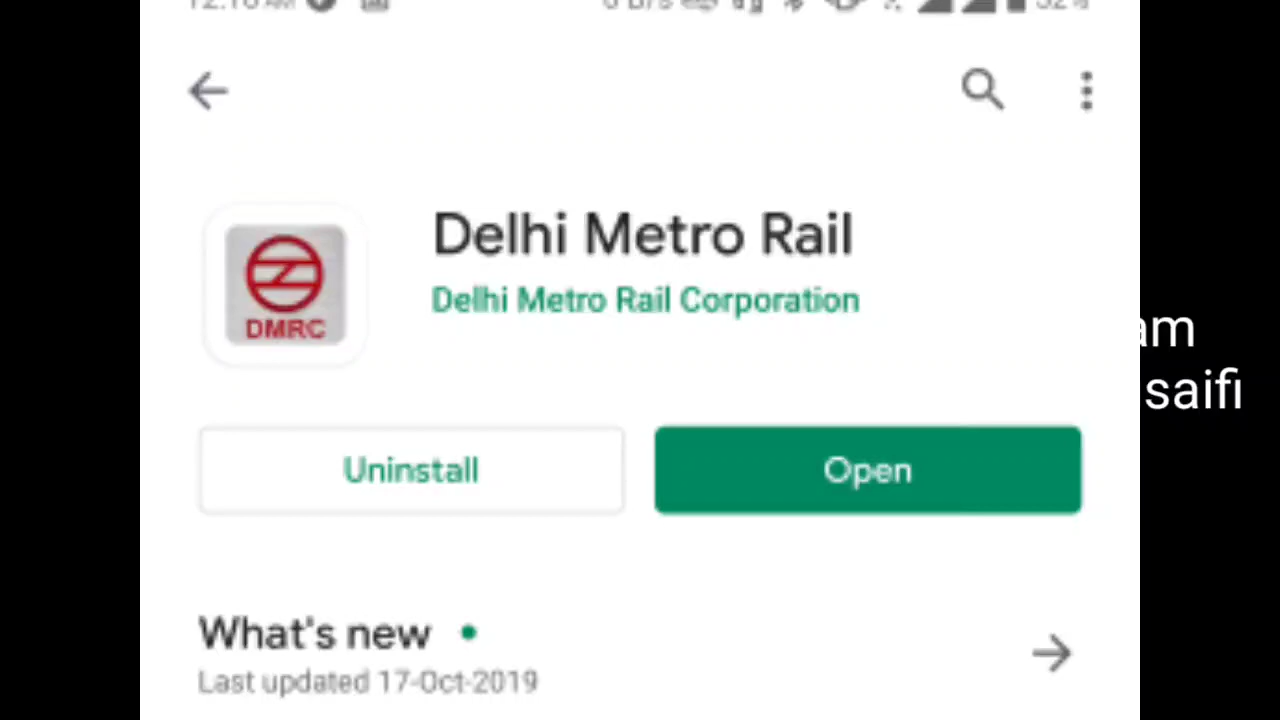 Delhi Metro Rail
Delhi Metro Rail Corporation
DMRC
am
saifi
Uninstall
Open
What's new
Last updated 17-Oct-2019